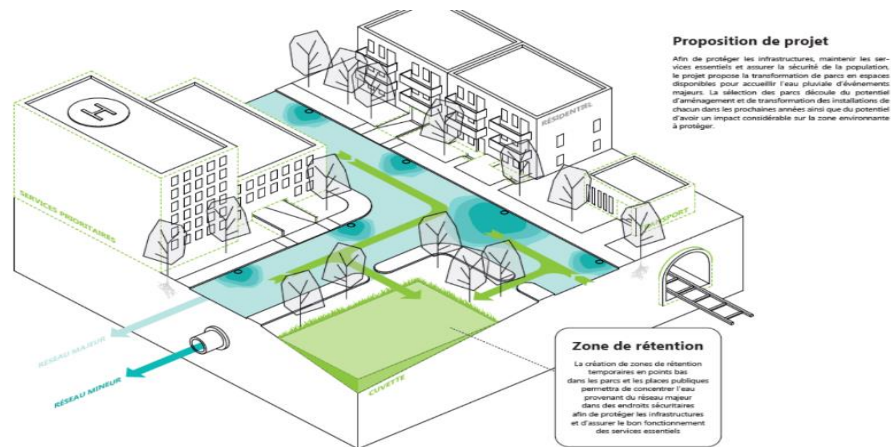 Proposition de projet
Afin de protéger les infrastructures, maintenir les ser-
vices essentiels et assurer la sécurité de la population,
le projet propose la transformation de parcs en espaces
disponibles pour accueillir l'eau pluviale d'événements
majeurs. La sélection des parcs découle du potentiel
d'aménagement et de transformation des installations de
chacun dans les prochaines années ainsi que du potentiel
d'avoir un impact considérable sur la zone environnante
à protéger.
H
RÉSIDENTIEL
SERVICES PRIORITAIRES
TRANSPORT
RÉSEAU MAJEUR
RÉSEAU MINEUR
CUVETTE
Zone de rétention
La création de zones de rétention
temporaires en points bas
dans les parcs et les places publiques
permettra de concentrer l'eau
provenant du réseau majeur
dans des endroits sécuritaires
afin de protéger les infrastructures
et d'assurer le bon fonctionnement
des services essentiels